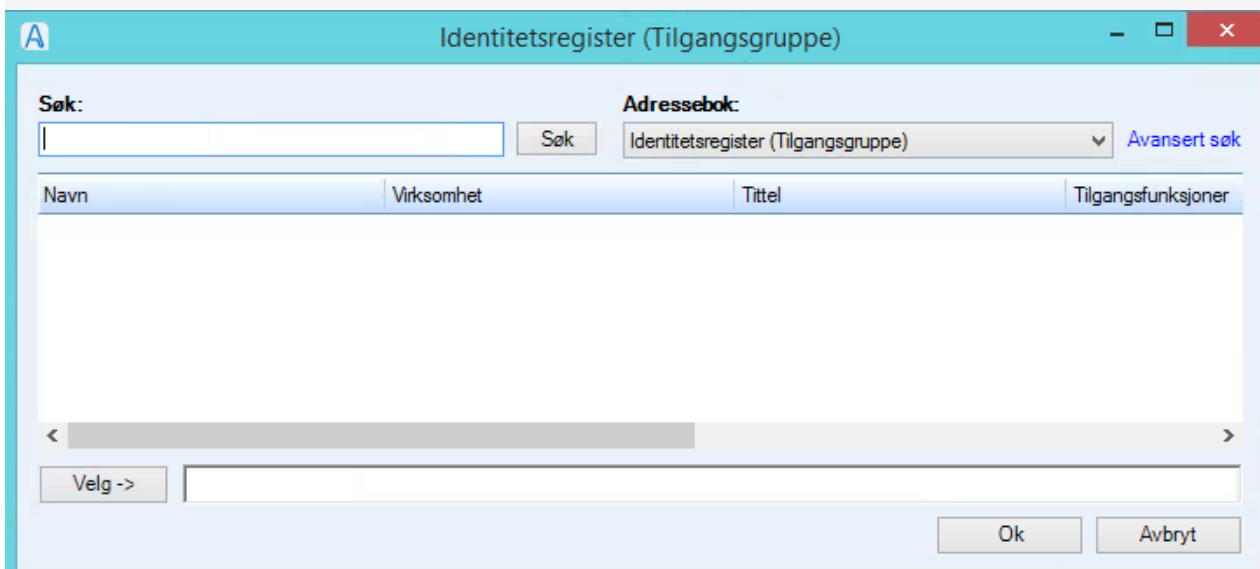 Identitetsregister (Tilgangsgruppe)
Søk:
Adressebok:
Søk
Identitetsregister (Tilgangsgruppe)
Avansert søk
Navn
Virksomhet
Tittel
Tilgangsfunksjoner
Velg ->
Ok
Avbryt